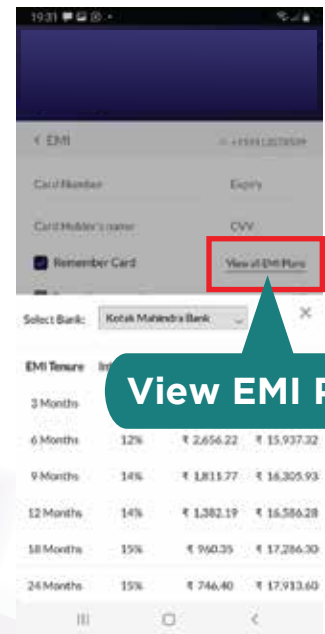 19:31
< EMI
Card Number Expiry
Card Holder's name CVV
Remember Card View all EMI Plans
Select Bank: Kotak Mahindra Bank
View EMI P
EMI Tenure
3 Months
6 Months 12% ₹ 2,656.22 ₹ 15,937.32
9 Months 14% ₹ 1,811.77 ₹ 16,305.93
12 Months 14% ₹ 1,382.19 ₹ 16,586.28
18 Months 15% ₹ 960.35 ₹ 17,286.30
24 Months 15% ₹ 746.40 ₹ 17,913.60